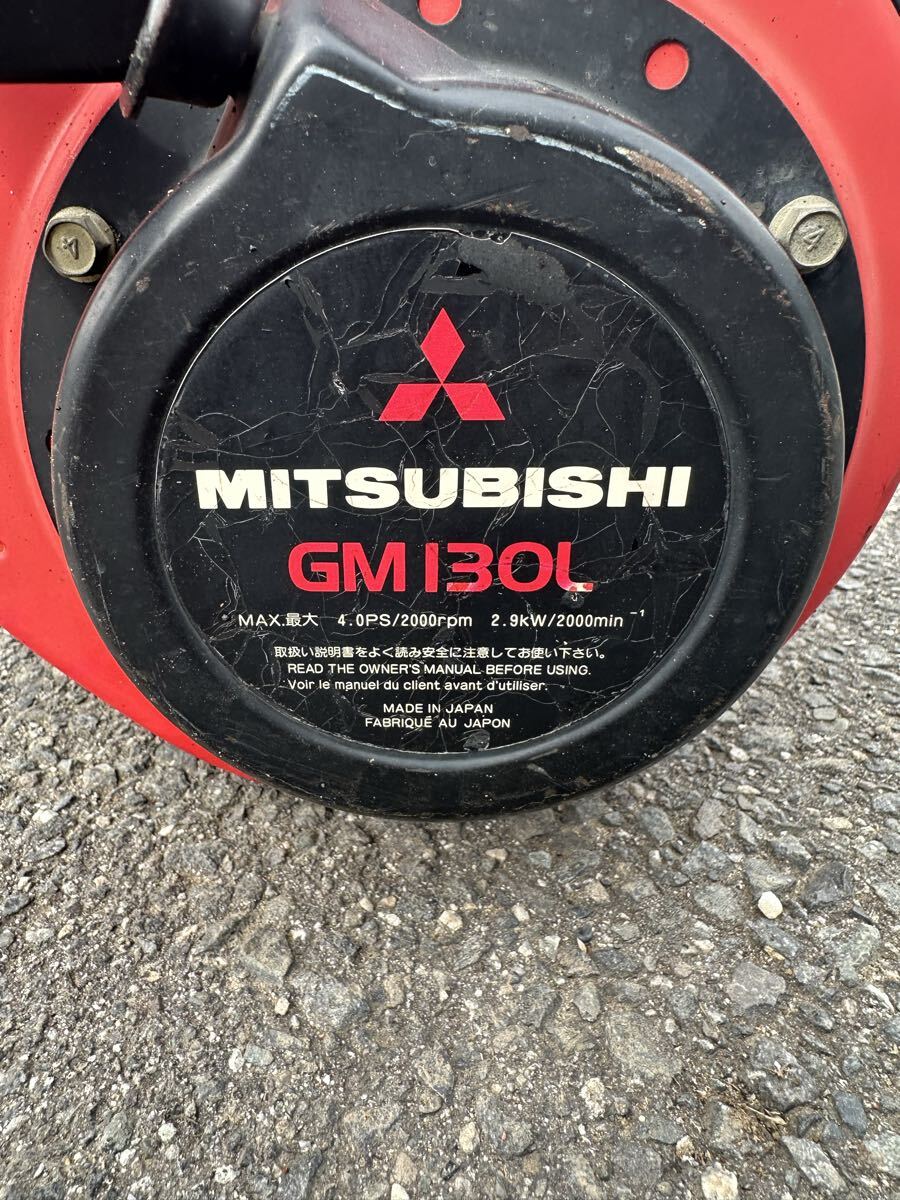 4
4
MITSUBISHI
GM130L
MAX.最大 4.0PS/2000rpm 2.9kW/2000min⁻¹
取扱い説明書をよく読み安全に注意してお使い下さい。
READ THE OWNER'S MANUAL BEFORE USING.
Voir le manuel du client avant d'utiliser.
MADE IN JAPAN
FABRIQUÉ AU JAPON